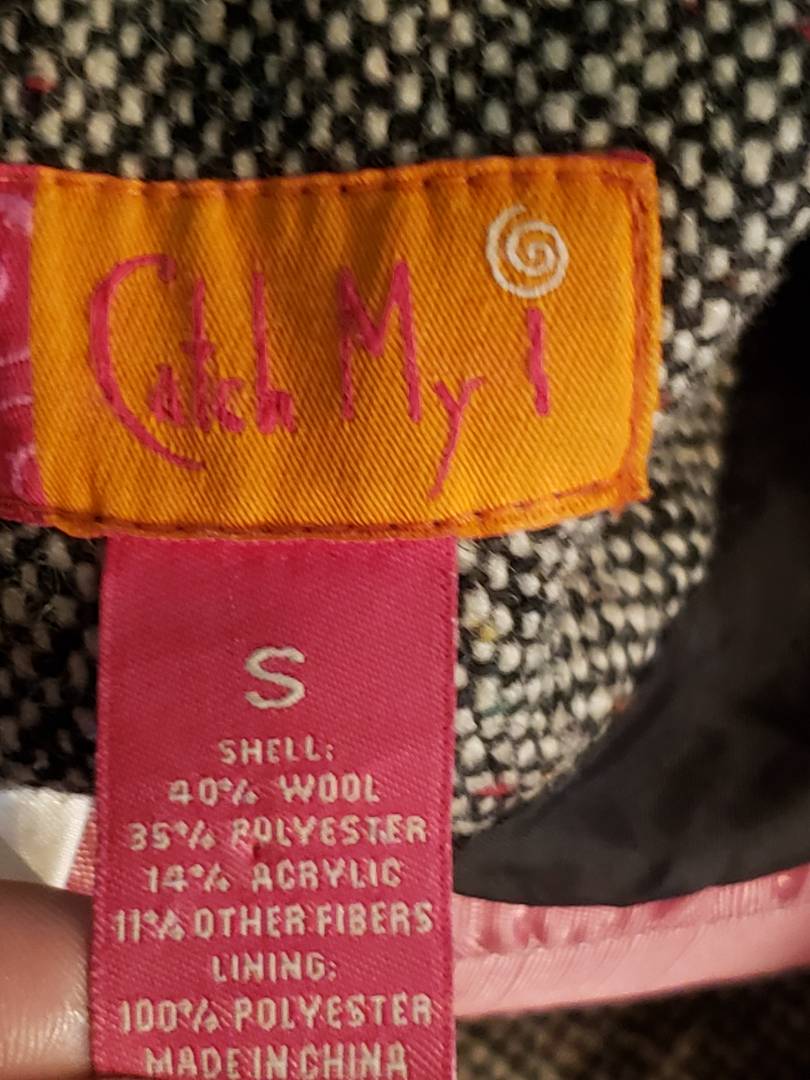 Catch My I
S
SHELL:
40% WOOL
35% POLYESTER
14% ACRYLIC
11% OTHER FIBERS
LINING:
100% POLYESTER
MADE IN CHINA